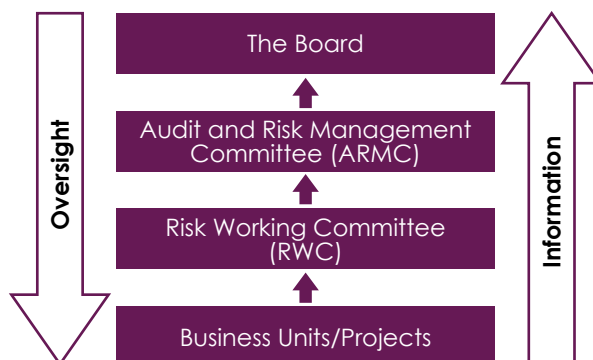 The Board
Audit and Risk Management
Committee (ARMC)
Risk Working Committee
(RWC)
Business Units/Projects
Oversight
Information